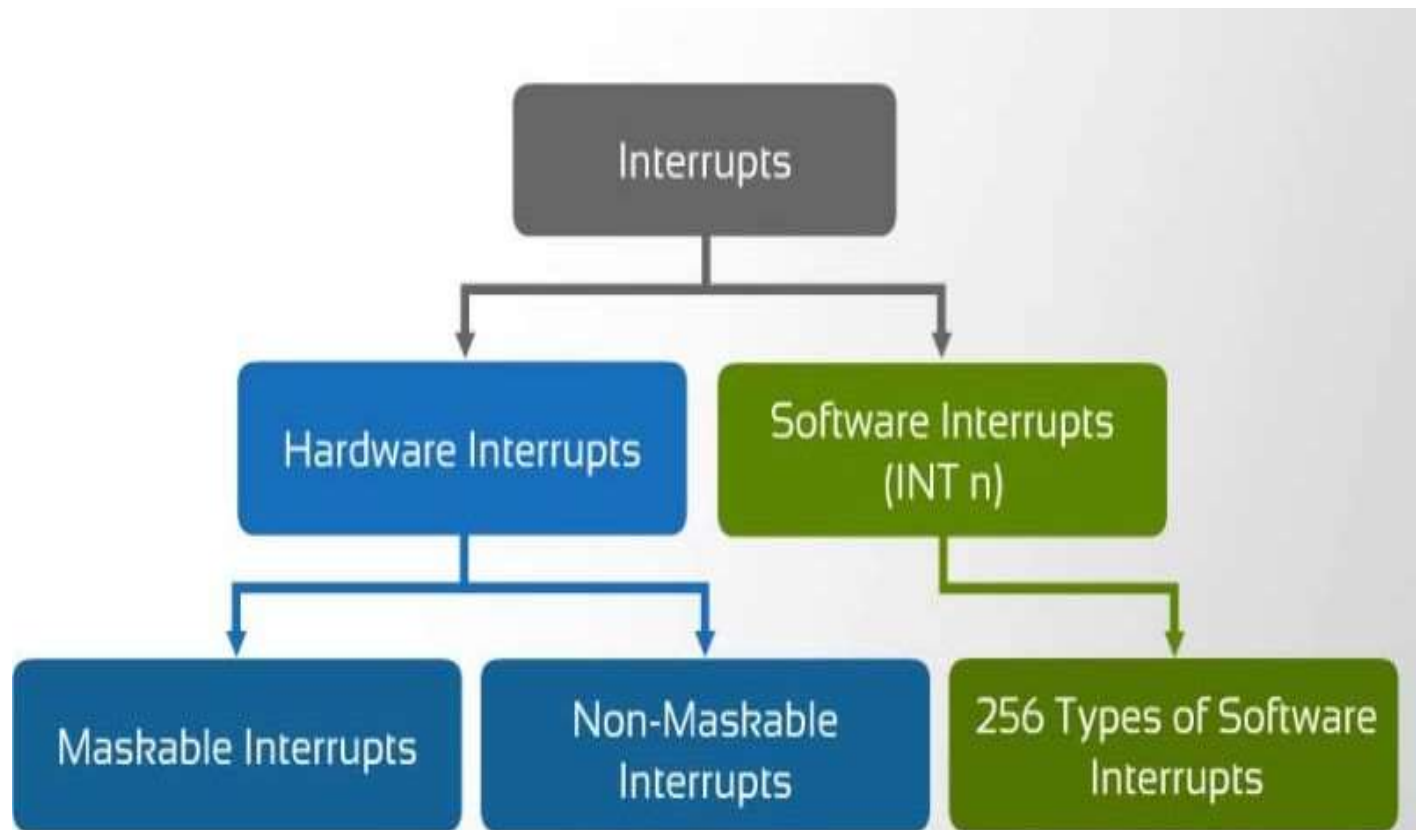 Interrupts
Hardware Interrupts
Software Interrupts
(INT n)
Maskable Interrupts
Non-Maskable
Interrupts
256 Types of Software
Interrupts